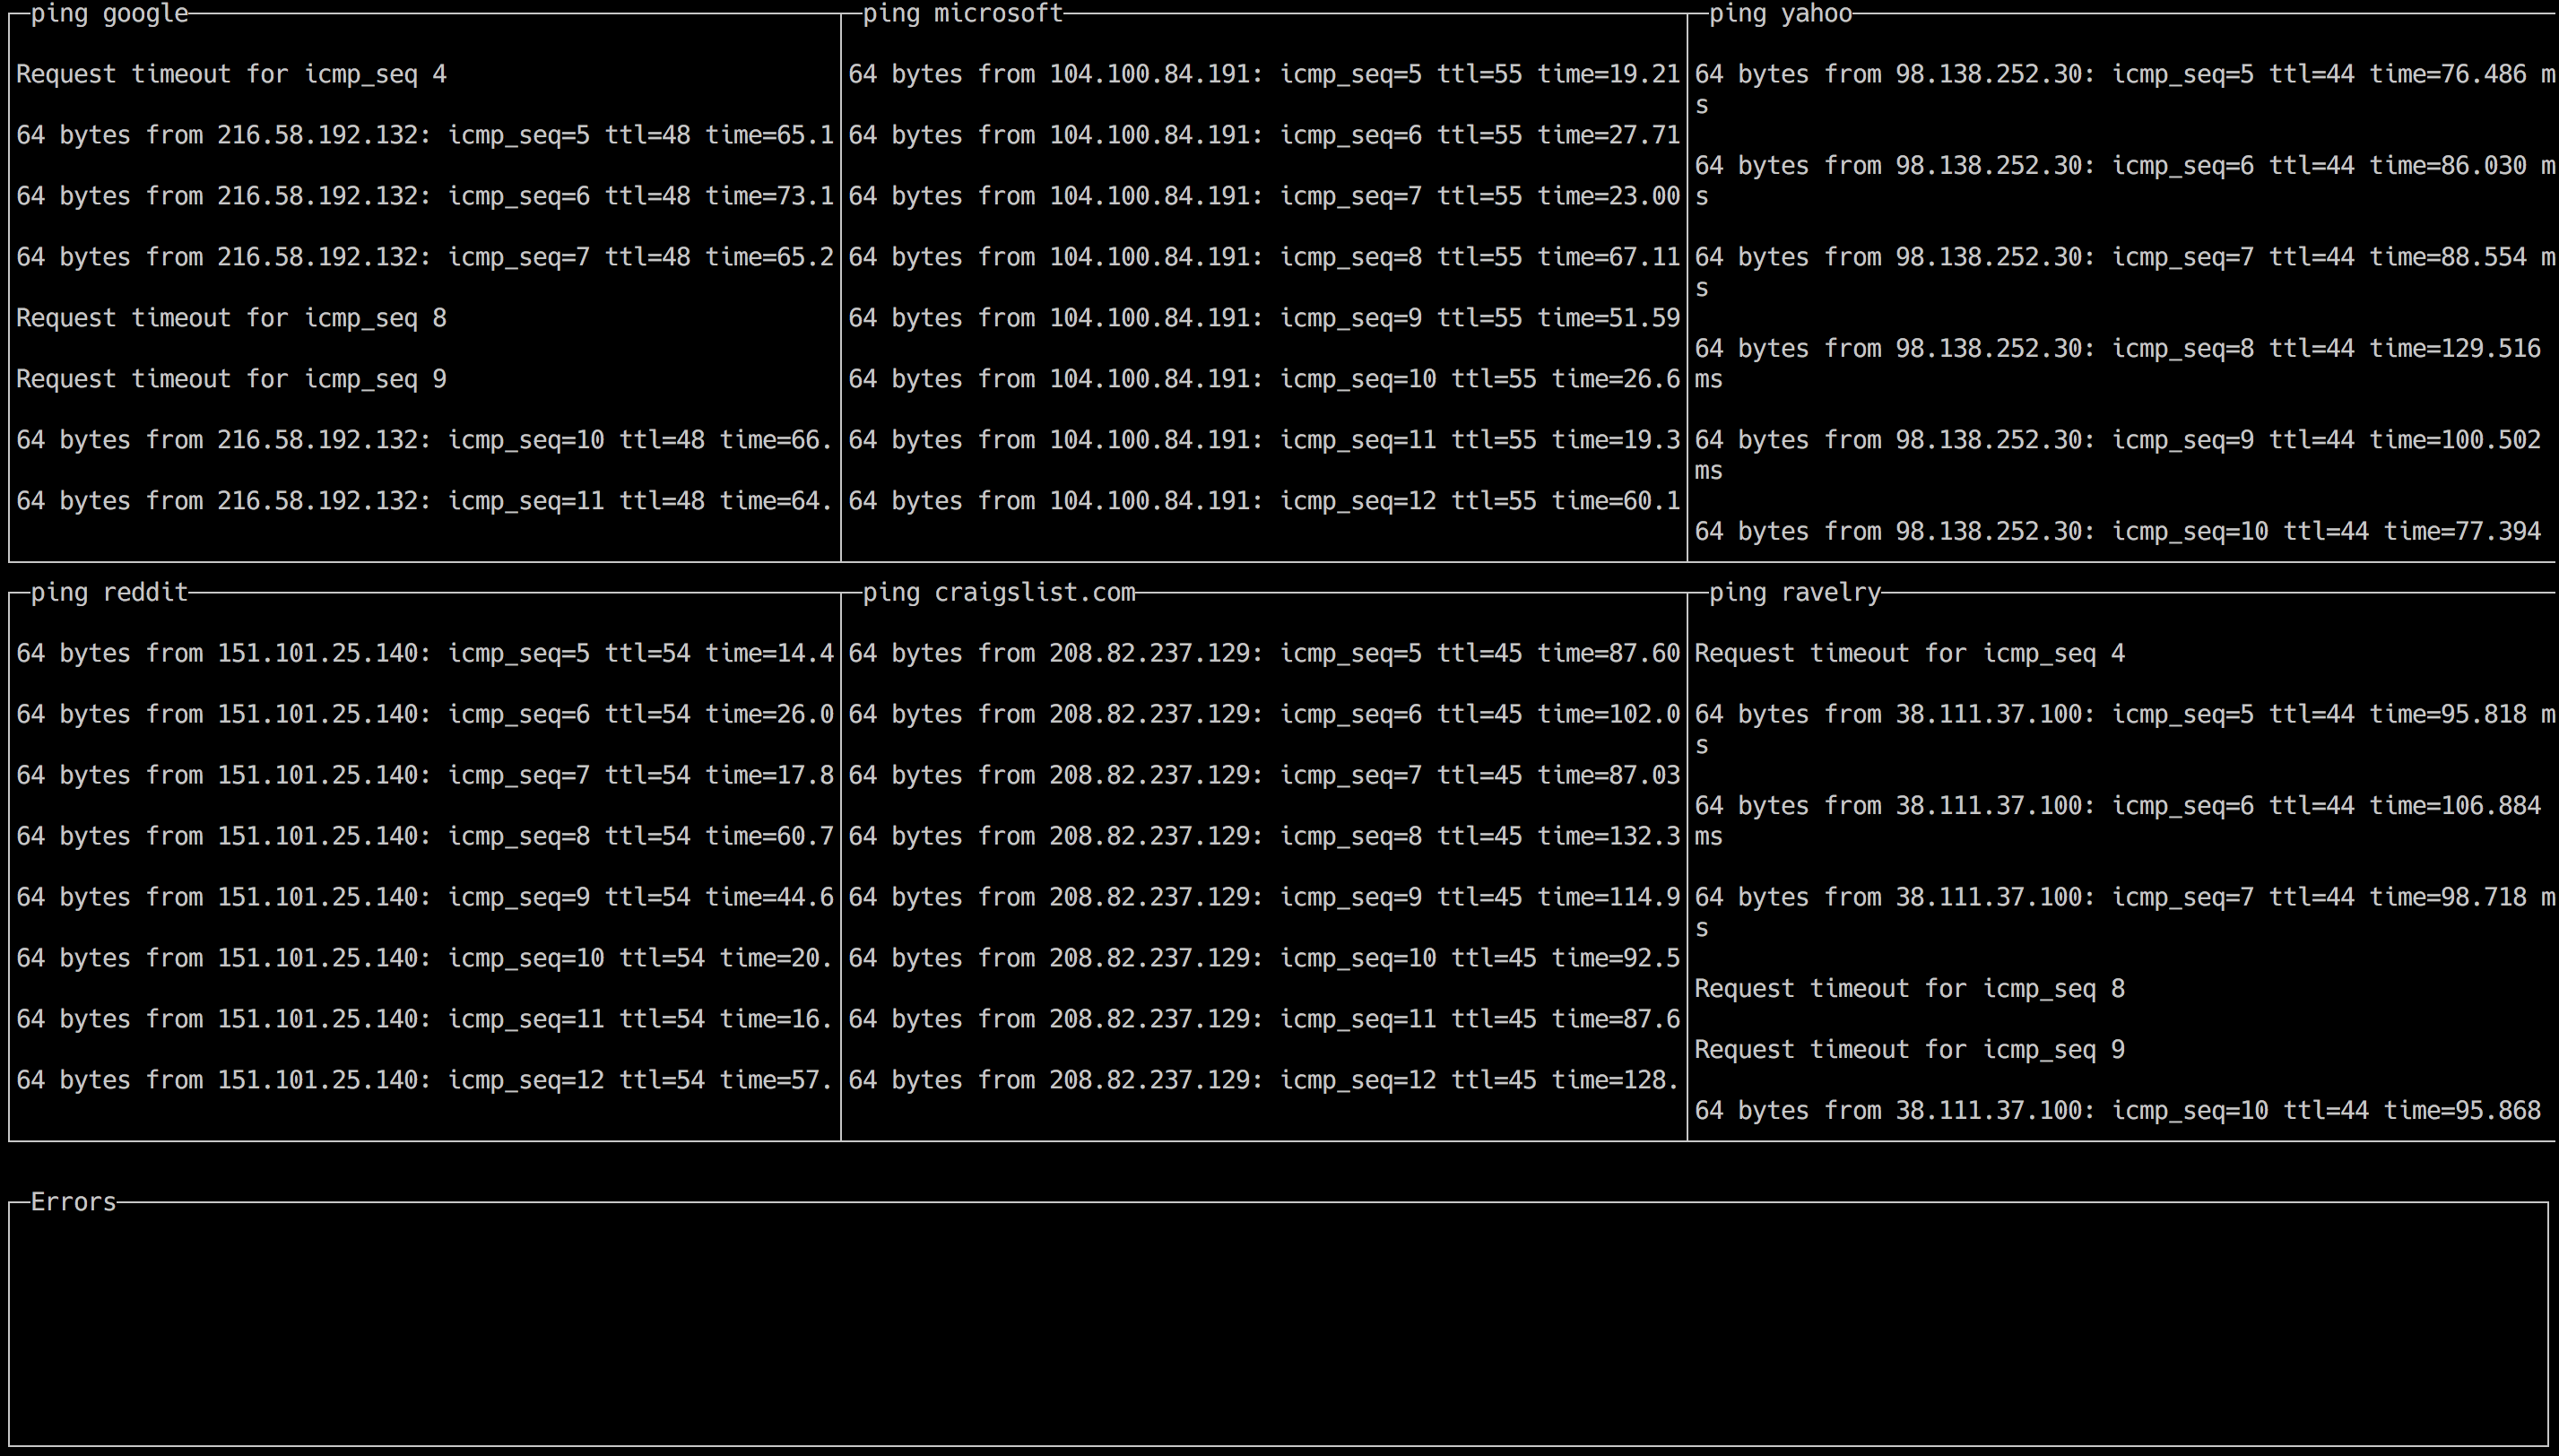 ping google
Request timeout for icmp_seq 4
64 bytes from 216.58.192.132: icmp_seq=5 ttl=48 time=65.1
64 bytes from 216.58.192.132: icmp_seq=6 ttl=48 time=73.1
64 bytes from 216.58.192.132: icmp_seq=7 ttl=48 time=65.2
Request timeout for icmp_seq 8
Request timeout for icmp_seq 9
64 bytes from 216.58.192.132: icmp_seq=10 ttl=48 time=66.
64 bytes from 216.58.192.132: icmp_seq=11 ttl=48 time=64.
ping microsoft
64 bytes from 104.100.84.191: icmp_seq=5 ttl=55 time=19.21
64 bytes from 104.100.84.191: icmp_seq=6 ttl=55 time=27.71
64 bytes from 104.100.84.191: icmp_seq=7 ttl=55 time=23.00
64 bytes from 104.100.84.191: icmp_seq=8 ttl=55 time=67.11
64 bytes from 104.100.84.191: icmp_seq=9 ttl=55 time=51.59
64 bytes from 104.100.84.191: icmp_seq=10 ttl=55 time=26.6
64 bytes from 104.100.84.191: icmp_seq=11 ttl=55 time=19.3
64 bytes from 104.100.84.191: icmp_seq=12 ttl=55 time=60.1
ping yahoo
64 bytes from 98.138.252.30: icmp_seq=5 ttl=44 time=76.486 m
s
64 bytes from 98.138.252.30: icmp_seq=6 ttl=44 time=86.030 m
s
64 bytes from 98.138.252.30: icmp_seq=7 ttl=44 time=88.554 m
s
64 bytes from 98.138.252.30: icmp_seq=8 ttl=44 time=129.516
ms
64 bytes from 98.138.252.30: icmp_seq=9 ttl=44 time=100.502
ms
64 bytes from 98.138.252.30: icmp_seq=10 ttl=44 time=77.394
ping reddit
64 bytes from 151.101.25.140: icmp_seq=5 ttl=54 time=14.4
64 bytes from 151.101.25.140: icmp_seq=6 ttl=54 time=26.0
64 bytes from 151.101.25.140: icmp_seq=7 ttl=54 time=17.8
64 bytes from 151.101.25.140: icmp_seq=8 ttl=54 time=60.7
64 bytes from 151.101.25.140: icmp_seq=9 ttl=54 time=44.6
64 bytes from 151.101.25.140: icmp_seq=10 ttl=54 time=20.
64 bytes from 151.101.25.140: icmp_seq=11 ttl=54 time=16.
64 bytes from 151.101.25.140: icmp_seq=12 ttl=54 time=57.
ping craigslist.com
64 bytes from 208.82.237.129: icmp_seq=5 ttl=45 time=87.60
64 bytes from 208.82.237.129: icmp_seq=6 ttl=45 time=102.0
64 bytes from 208.82.237.129: icmp_seq=7 ttl=45 time=87.03
64 bytes from 208.82.237.129: icmp_seq=8 ttl=45 time=132.3
64 bytes from 208.82.237.129: icmp_seq=9 ttl=45 time=114.9
64 bytes from 208.82.237.129: icmp_seq=10 ttl=45 time=92.5
64 bytes from 208.82.237.129: icmp_seq=11 ttl=45 time=87.6
64 bytes from 208.82.237.129: icmp_seq=12 ttl=45 time=128.
ping ravelry
Request timeout for icmp_seq 4
64 bytes from 38.111.37.100: icmp_seq=5 ttl=44 time=95.818 m
s
64 bytes from 38.111.37.100: icmp_seq=6 ttl=44 time=106.884
ms
64 bytes from 38.111.37.100: icmp_seq=7 ttl=44 time=98.718 m
s
Request timeout for icmp_seq 8
Request timeout for icmp_seq 9
64 bytes from 38.111.37.100: icmp_seq=10 ttl=44 time=95.868
Errors